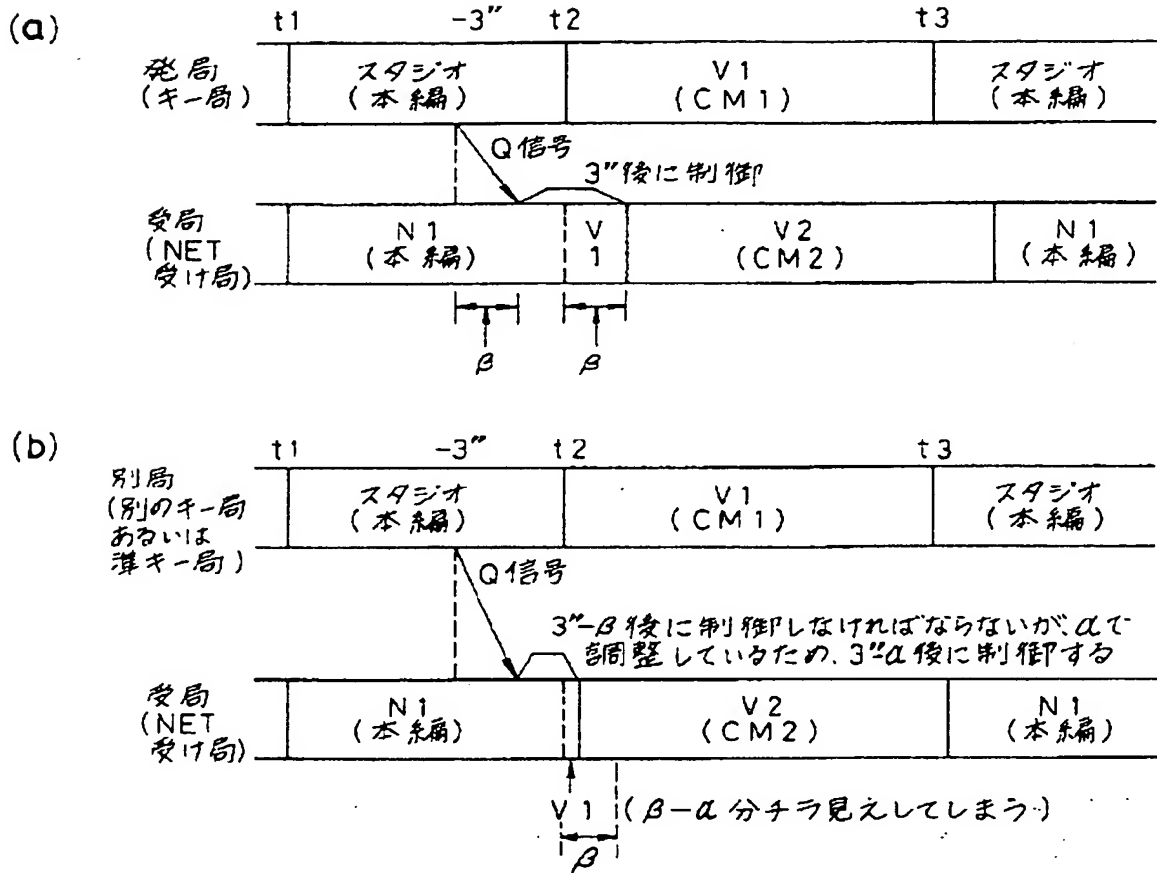 (a)
t1 -3″ t2 t3
発局
(キー局)
スタジオ
(本編)
V1
(CM1)
スタジオ
(本編)
Q信号
3″後に制御
受局
(NET
受け局)
N1
(本編)
V
1
V2
(CM2)
N1
(本編)
β β
(b)
t1 -3″ t2 t3
別局
(別のキー局
あるいは
準キー局)
スタジオ
(本編)
V1
(CM1)
スタジオ
(本編)
Q信号
3″-β後に制御しなければならないが、αで
調整しているため、3″-α後に制御する
受局
(NET
受け局)
N1
(本編)
V2
(CM2)
N1
(本編)
V1 (β-α分チラ見えしてしまう)
β